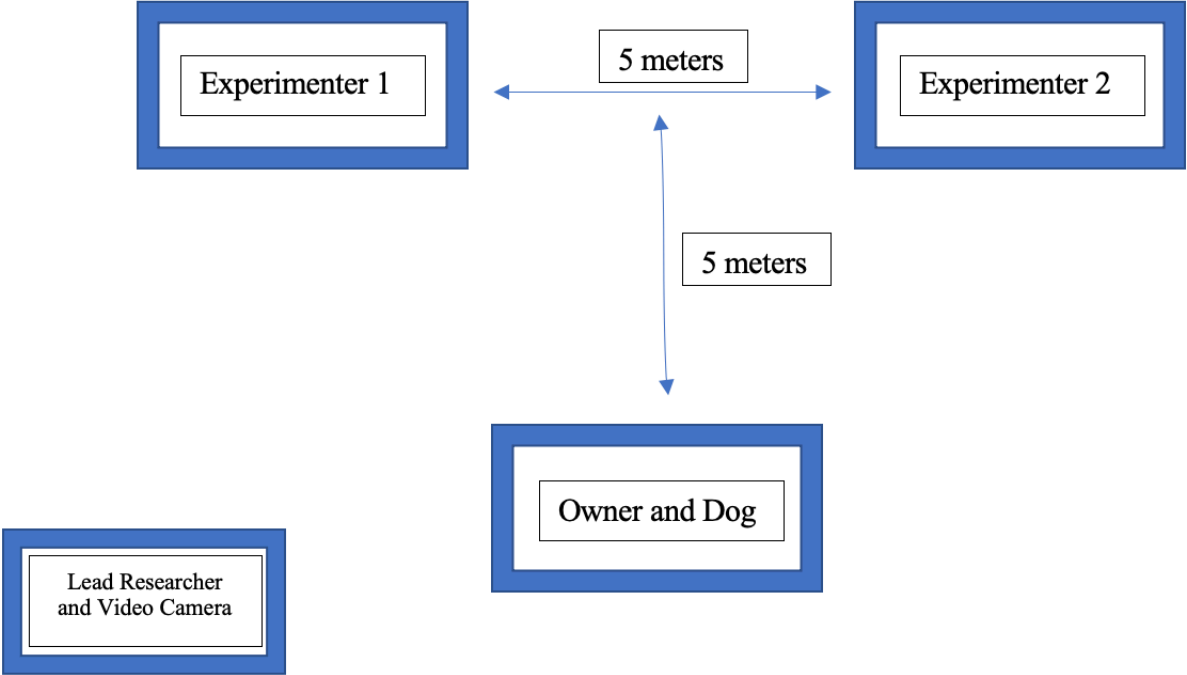 Experimenter 1
5 meters
Experimenter 2
5 meters
Owner and Dog
Lead Researcher
and Video Camera